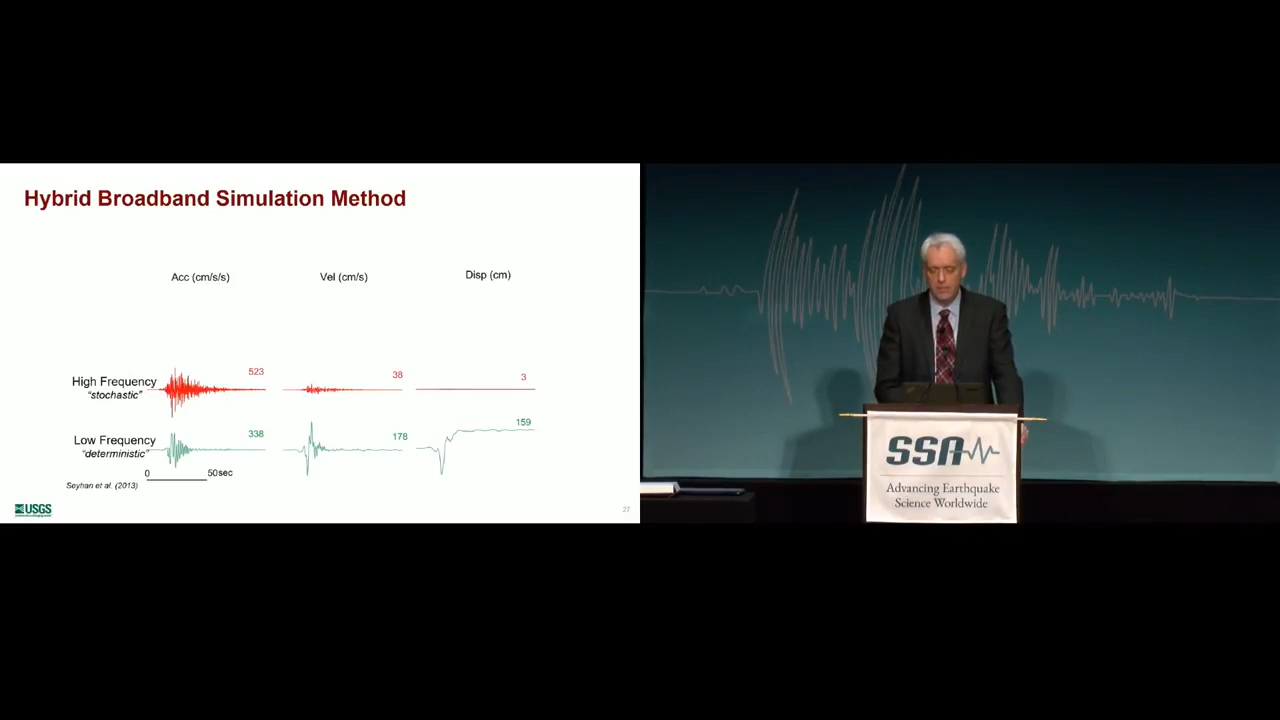 Hybrid Broadband Simulation Method
Acc (cm/s/s)
Vel (cm/s)
Disp (cm)
High Frequency
"stochastic"
523
38
3
Low Frequency
"deterministic"
338
178
159
0
50sec
Seyhan et al. (2013)
USGS
27
SSA
Advancing Earthquake
Science Worldwide